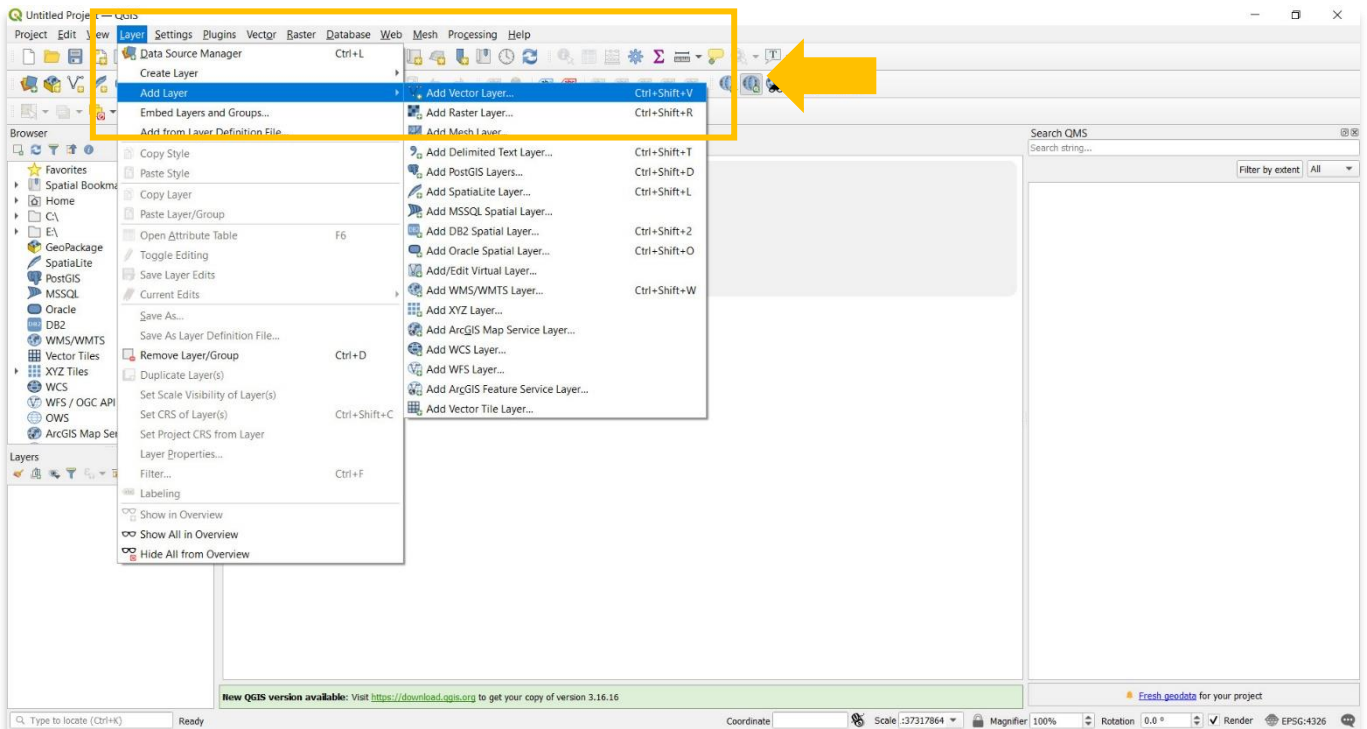 Untitled Project — QGIS
Project Edit View Layer Settings Plugins Vector Raster Database Web Mesh Processing Help
Data Source Manager Ctrl+L
Create Layer
Add Layer
Embed Layers and Groups...
Add from Layer Definition File...
Copy Style
Paste Style
Copy Layer
Paste Layer/Group
Open Attribute Table F6
Toggle Editing
Save Layer Edits
Current Edits
Save As...
Save As Layer Definition File...
Remove Layer/Group Ctrl+D
Duplicate Layer(s)
Set Scale Visibility of Layer(s)
Set CRS of Layer(s) Ctrl+Shift+C
Set Project CRS from Layer
Layer Properties...
Filter... Ctrl+F
Labeling
Show in Overview
Show All in Overview
Hide All from Overview
Add Vector Layer... Ctrl+Shift+V
Add Raster Layer... Ctrl+Shift+R
Add Mesh Layer...
Add Delimited Text Layer... Ctrl+Shift+T
Add PostGIS Layers... Ctrl+Shift+D
Add SpatiaLite Layer... Ctrl+Shift+L
Add MSSQL Spatial Layer...
Add DB2 Spatial Layer... Ctrl+Shift+2
Add Oracle Spatial Layer... Ctrl+Shift+O
Add/Edit Virtual Layer...
Add WMS/WMTS Layer... Ctrl+Shift+W
Add XYZ Layer...
Add ArcGIS Map Service Layer...
Add WCS Layer...
Add WFS Layer...
Add ArcGIS Feature Service Layer...
Add Vector Tile Layer...
Browser
Favorites
Spatial Bookma
Home
C:\
E:\
GeoPackage
SpatiaLite
PostGIS
MSSQL
Oracle
DB2
WMS/WMTS
Vector Tiles
XYZ Tiles
WCS
WFS / OGC API
OWS
ArcGIS Map Ser
Layers
Search QMS
Search string...
Filter by extent All
New QGIS version available: Visit https://download.qgis.org to get your copy of version 3.16.16
Fresh geodata for your project
Type to locate (Ctrl+K) Ready Coordinate Scale :37317864 Magnifier 100% Rotation 0.0 ° Render EPSG:4326